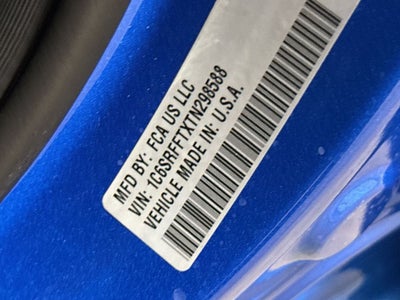 MFD BY: FCA US LLC
VIN: 1C6SRFFTXTN298588
VEHICLE MADE IN: U.S.A.